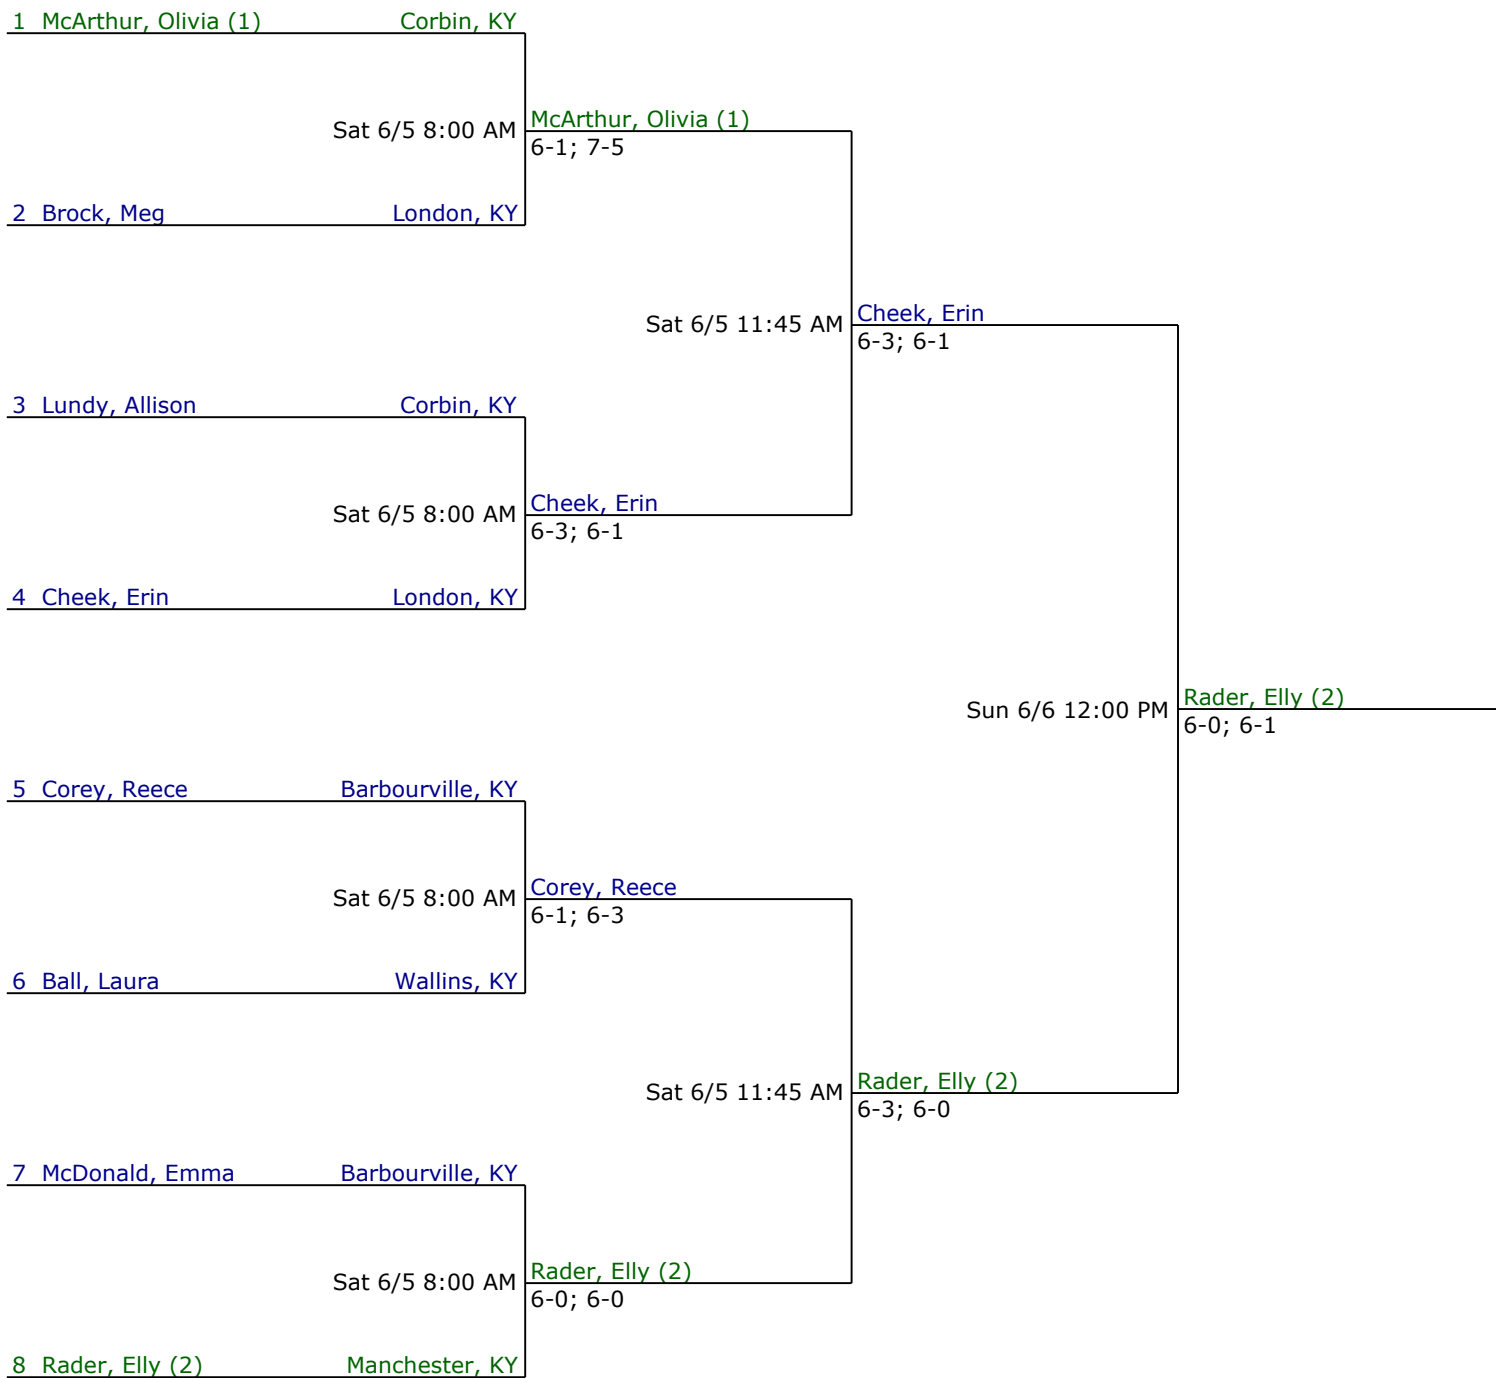 1 McArthur, Olivia (1) Corbin, KY
McArthur, Olivia (1)
Sat 6/5 8:00 AM
6-1; 7-5
2 Brock, Meg London, KY
Cheek, Erin
Sat 6/5 11:45 AM
6-3; 6-1
3 Lundy, Allison Corbin, KY
Cheek, Erin
Sat 6/5 8:00 AM
6-3; 6-1
4 Cheek, Erin London, KY
Rader, Elly (2)
Sun 6/6 12:00 PM
6-0; 6-1
5 Corey, Reece Barbourville, KY
Corey, Reece
Sat 6/5 8:00 AM
6-1; 6-3
6 Ball, Laura Wallins, KY
Rader, Elly (2)
Sat 6/5 11:45 AM
6-3; 6-0
7 McDonald, Emma Barbourville, KY
Rader, Elly (2)
Sat 6/5 8:00 AM
6-0; 6-0
8 Rader, Elly (2) Manchester, KY